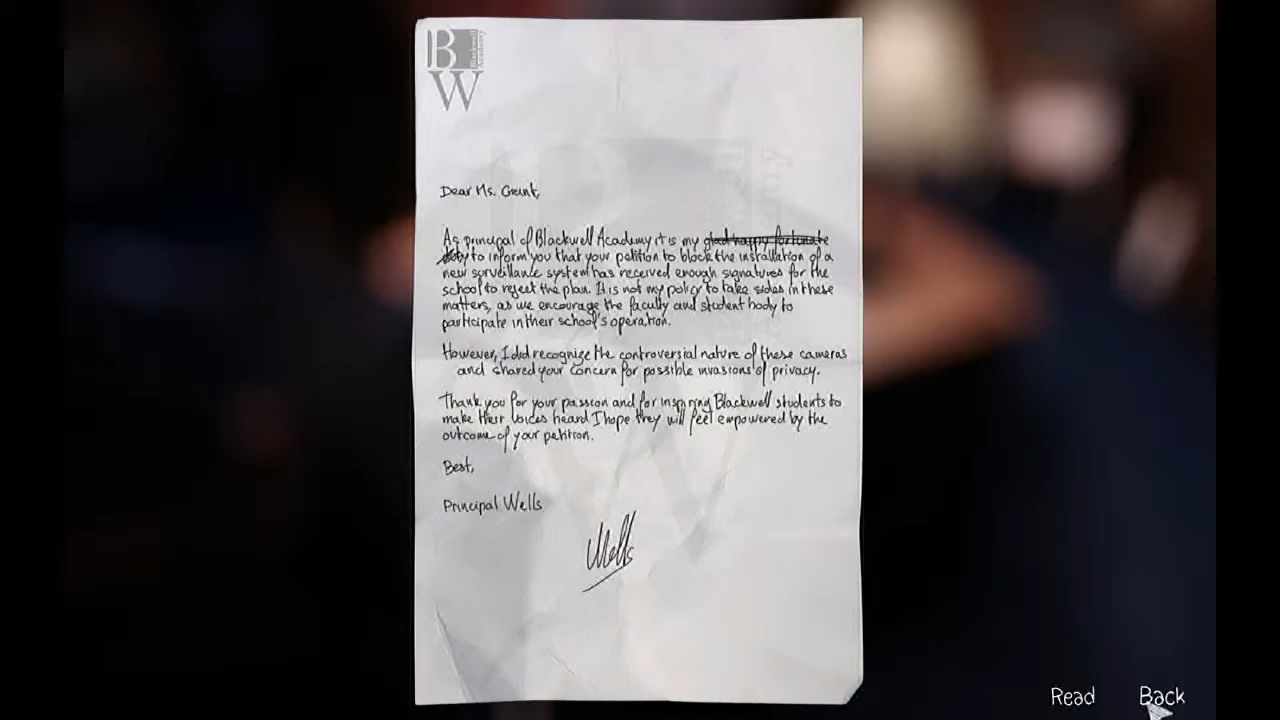 B
Blackwell
Academy
W
Dear Ms. Grant,
As principal of Blackwell Academy it is my glad happy fortunate
duty to inform you that your petition to block the installation of a
new surveillance system has received enough signatures for the
school to reject the plan. It is not my policy to take sides in these
matters, as we encourage the faculty and student body to
participate in their school's operation.
However, I did recognize the controversial nature of these cameras
and shared your concern for possible invasions of privacy.
Thank you for your passion and for inspiring Blackwell students to
make their voices heard I hope they will feel empowered by the
outcome of your petition.
Best,
Principal Wells
Wells
Read Back